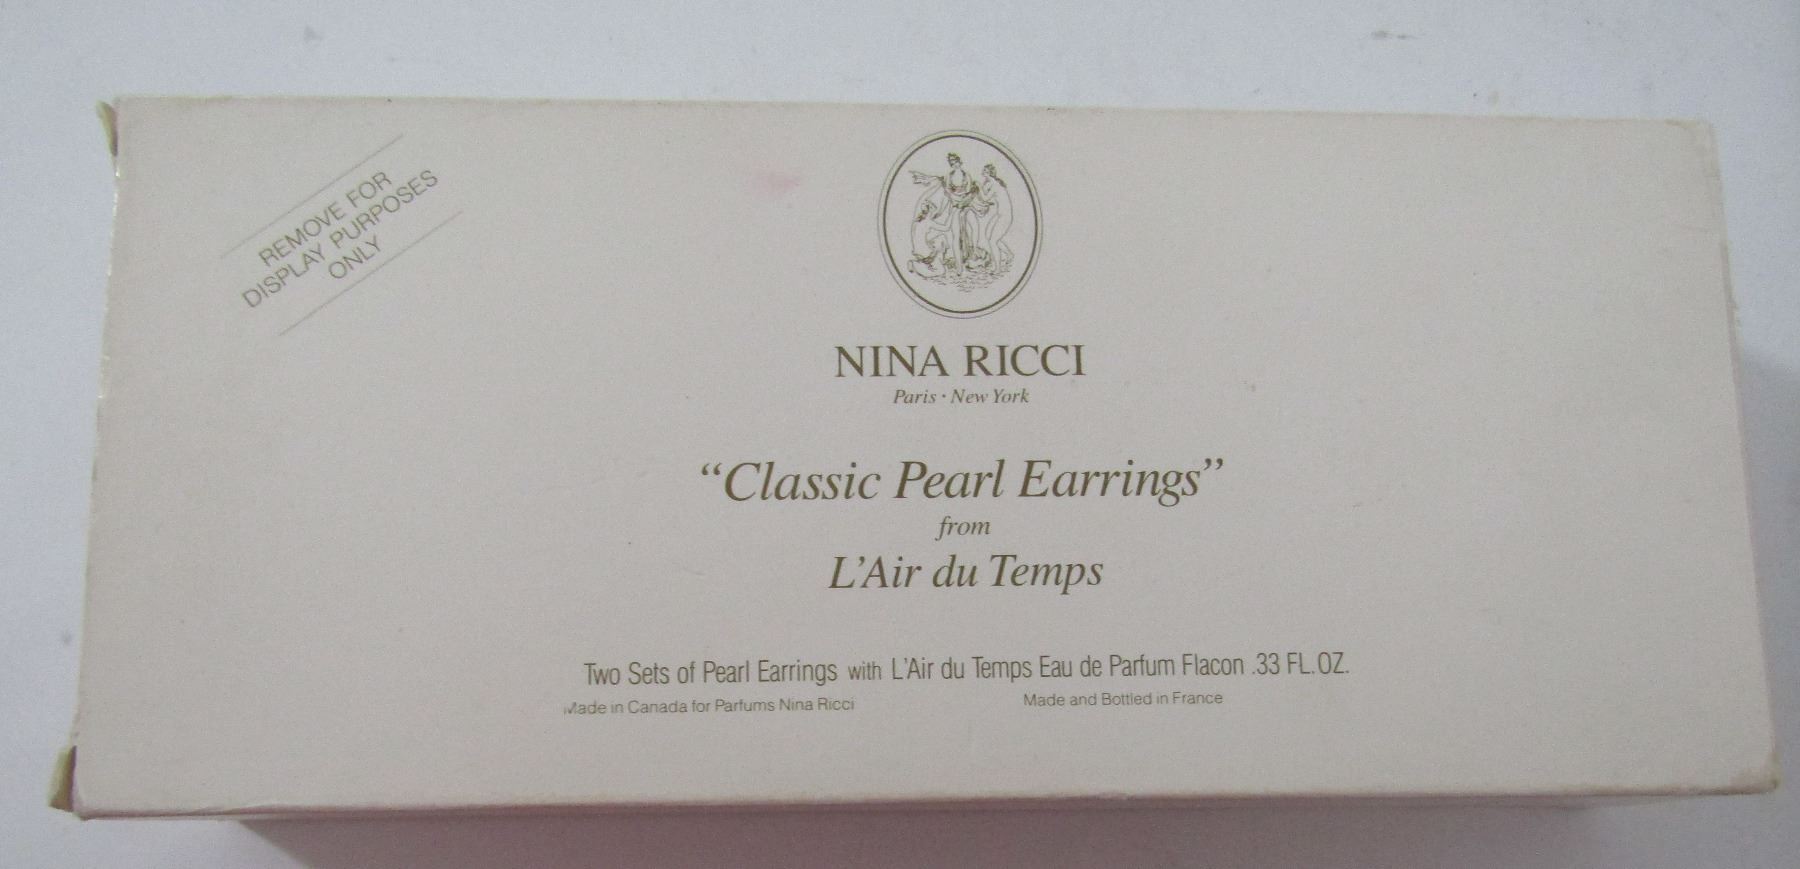 REMOVE FOR
DISPLAY PURPOSES
ONLY
NINA RICCI
Paris · New York
“Classic Pearl Earrings”
from
L’Air du Temps
Two Sets of Pearl Earrings with L’Air du Temps Eau de Parfum Flacon .33 FL. OZ.
Made in Canada for Parfums Nina Ricci Made and Bottled in France